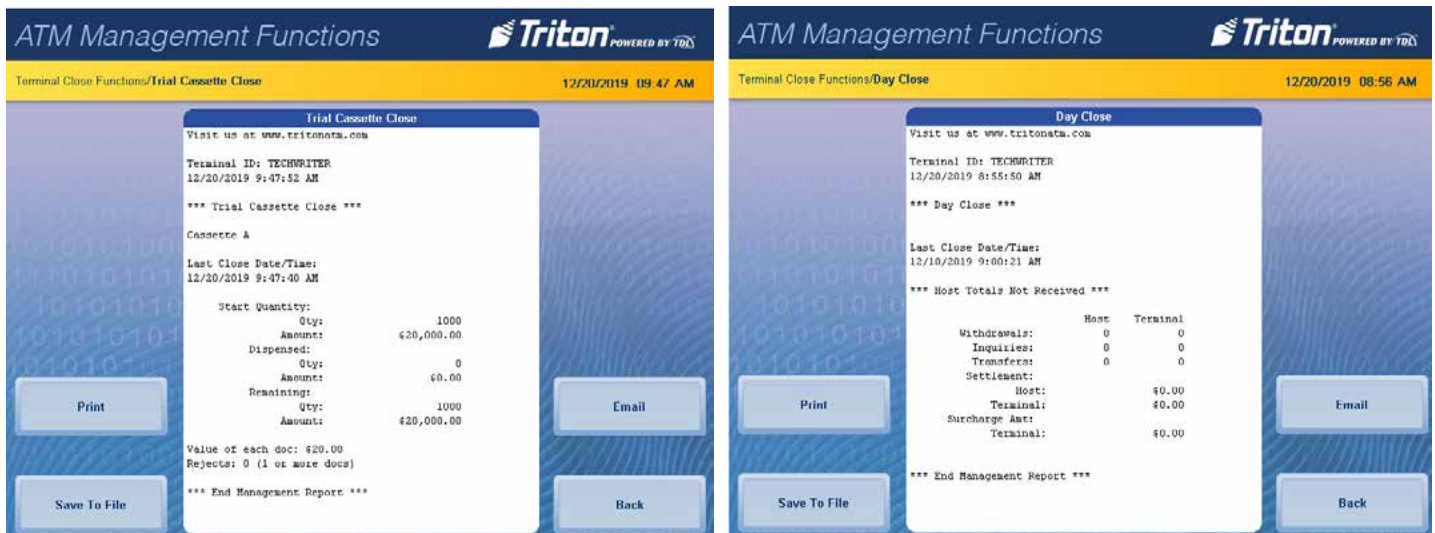 ATM Management Functions
Triton POWERED BY TDL
Terminal Close Functions/Trial Cassette Close
12/20/2019 09:47 AM
Trial Cassette Close
Visit us at www.tritonatm.com
Terminal ID: TECHWRITER
12/20/2019 9:47:52 AM
*** Trial Cassette Close ***
Cassette A
Last Close Date/Time:
12/20/2019 9:47:40 AM
Start Quantity:
Qty: 1000
Amount: $20,000.00
Dispensed:
Qty: 0
Amount: $0.00
Remaining:
Qty: 1000
Amount: $20,000.00
Value of each doc: $20.00
Rejects: 0 (1 or more docs)
*** End Management Report ***
Print
Email
Save To File
Back
ATM Management Functions
Triton POWERED BY TDL
Terminal Close Functions/Day Close
12/20/2019 08:56 AM
Day Close
Visit us at www.tritonatm.com
Terminal ID: TECHWRITER
12/20/2019 8:55:50 AM
*** Day Close ***
Last Close Date/Time:
12/10/2019 9:00:21 AM
*** Host Totals Not Received ***
Host Terminal
Withdrawals: 0 0
Inquiries: 0 0
Transfers: 0 0
Settlement:
Host: $0.00
Terminal: $0.00
Surcharge Amt:
Terminal: $0.00
*** End Management Report ***
Print
Email
Save To File
Back